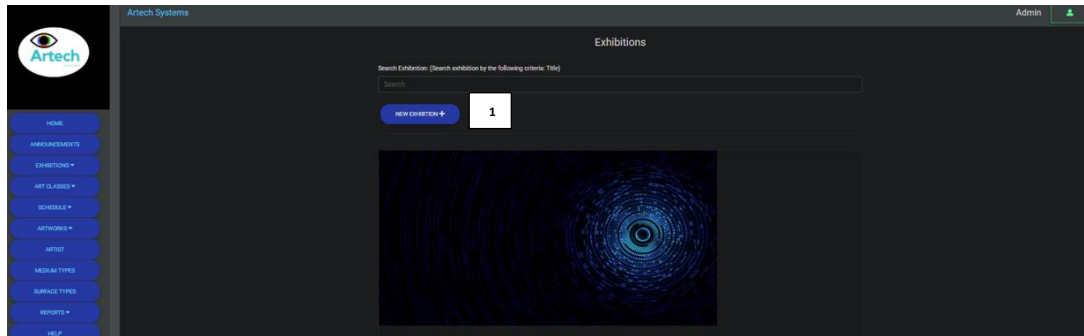 Artech Systems
Admin
Artech
Exhibitions
Search Exhibition: (Search exhibition by the following criteria: Title)
Search
NEW EXHIBITION +
1
HOME
ANNOUNCEMENTS
EXHIBITIONS
ART CLASSES
SCHEDULE
ARTWORKS
ARTIST
MEDIUM TYPES
SURFACE TYPES
REPORTS
HELP